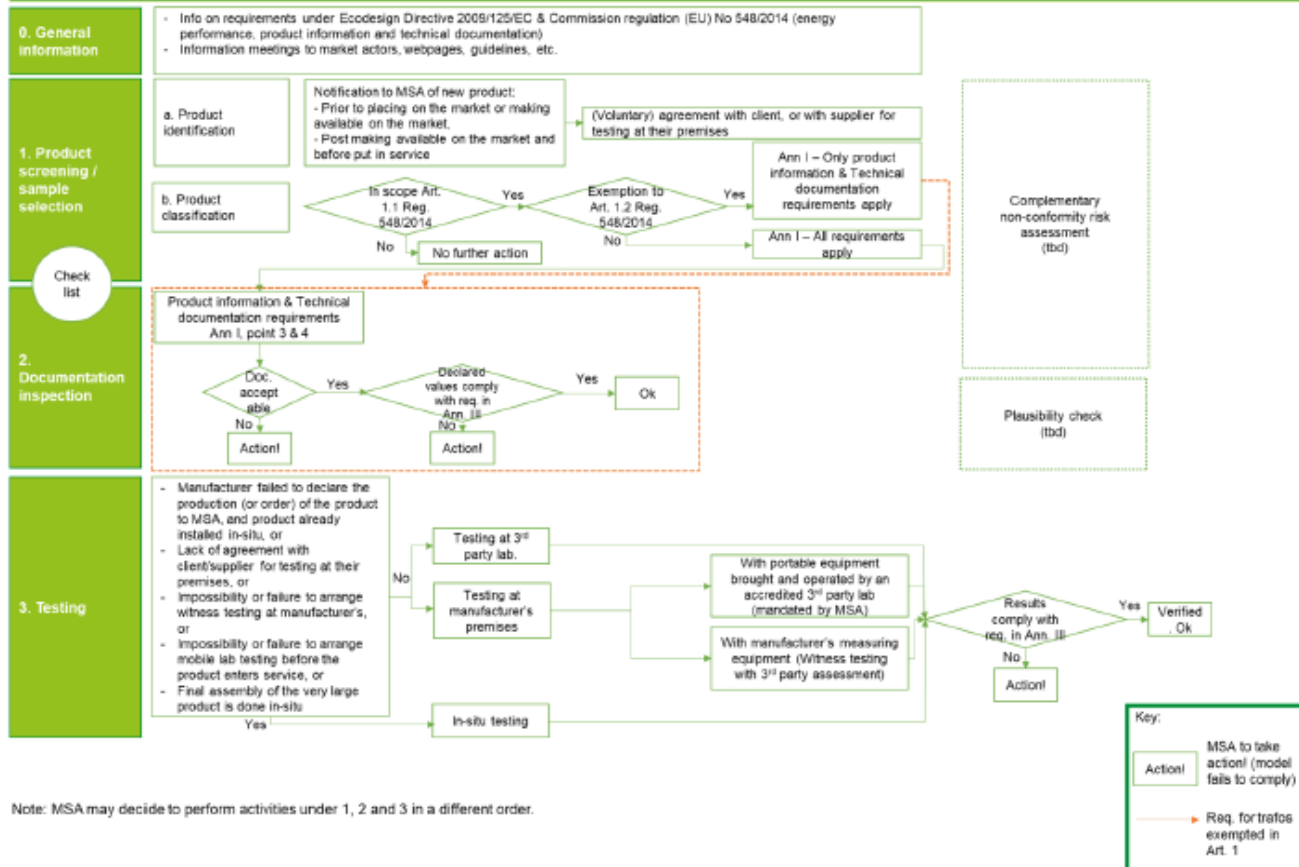 0. General
information
- Info on requirements under Ecodesign Directive 2009/125/EC & Commission regulation (EU) No 548/2014 (energy
performance, product information and technical documentation)
- Information meetings to market actors, webpages, guidelines, etc.
1. Product
screening /
sample
selection
a. Product
identification
Notification to MSA of new product:
- Prior to placing on the market or making
available on the market,
- Post making available on the market and
before put in service
(Voluntary) agreement with client, or with supplier for
testing at their premises
b. Product
classification
In scope Art.
1.1 Reg.
548/2014
Yes
No
No further action
Exemption to
Art. 1.2 Reg.
548/2014
Yes
No
Ann I – Only product
information & Technical
documentation
requirements apply
Ann I – All requirements
apply
Complementary
non-conformity risk
assessment
(tbd)
Check
list
2.
Documentation
inspection
Product information & Technical
documentation requirements
Ann I, point 3 & 4
Doc.
accept
able
Yes
No
Action!
Declared
values comply
with req. in
Ann. III
Yes
No
Action!
Ok
Plausibility check
(tbd)
3. Testing
- Manufacturer failed to declare the
production (or order) of the product
to MSA, and product already
installed in-situ, or
- Lack of agreement with
client/supplier for testing at their
premises, or
- Impossibility or failure to arrange
witness testing at manufacturer's,
or
- Impossibility or failure to arrange
mobile lab testing before the
product enters service, or
- Final assembly of the very large
product is done in-situ
No
Yes
Testing at 3rd
party lab.
Testing at
manufacturer's
premises
In-situ testing
With portable equipment
brought and operated by an
accredited 3rd party lab
(mandated by MSA)
With manufacturer's measuring
equipment (Witness testing
with 3rd party assessment)
Results
comply with
req. in Ann. III
Yes
No
Action!
Verified
. Ok
Key:
Action!
MSA to take
action! (model
fails to comply)
Req. for trafos
exempted in
Art. 1
Note: MSA may decide to perform activities under 1, 2 and 3 in a different order.